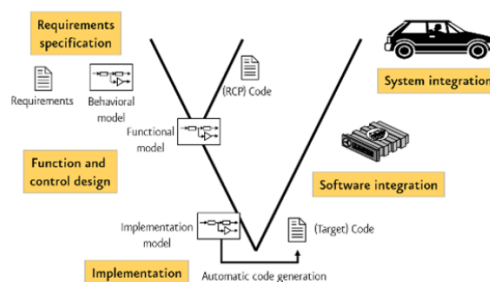 Requirements
specification
Requirements
Behavioral
model
(RCP) Code
System integration
Functional
model
Function and
control design
Software integration
Implementation
model
(Target) Code
Implementation
Automatic code generation